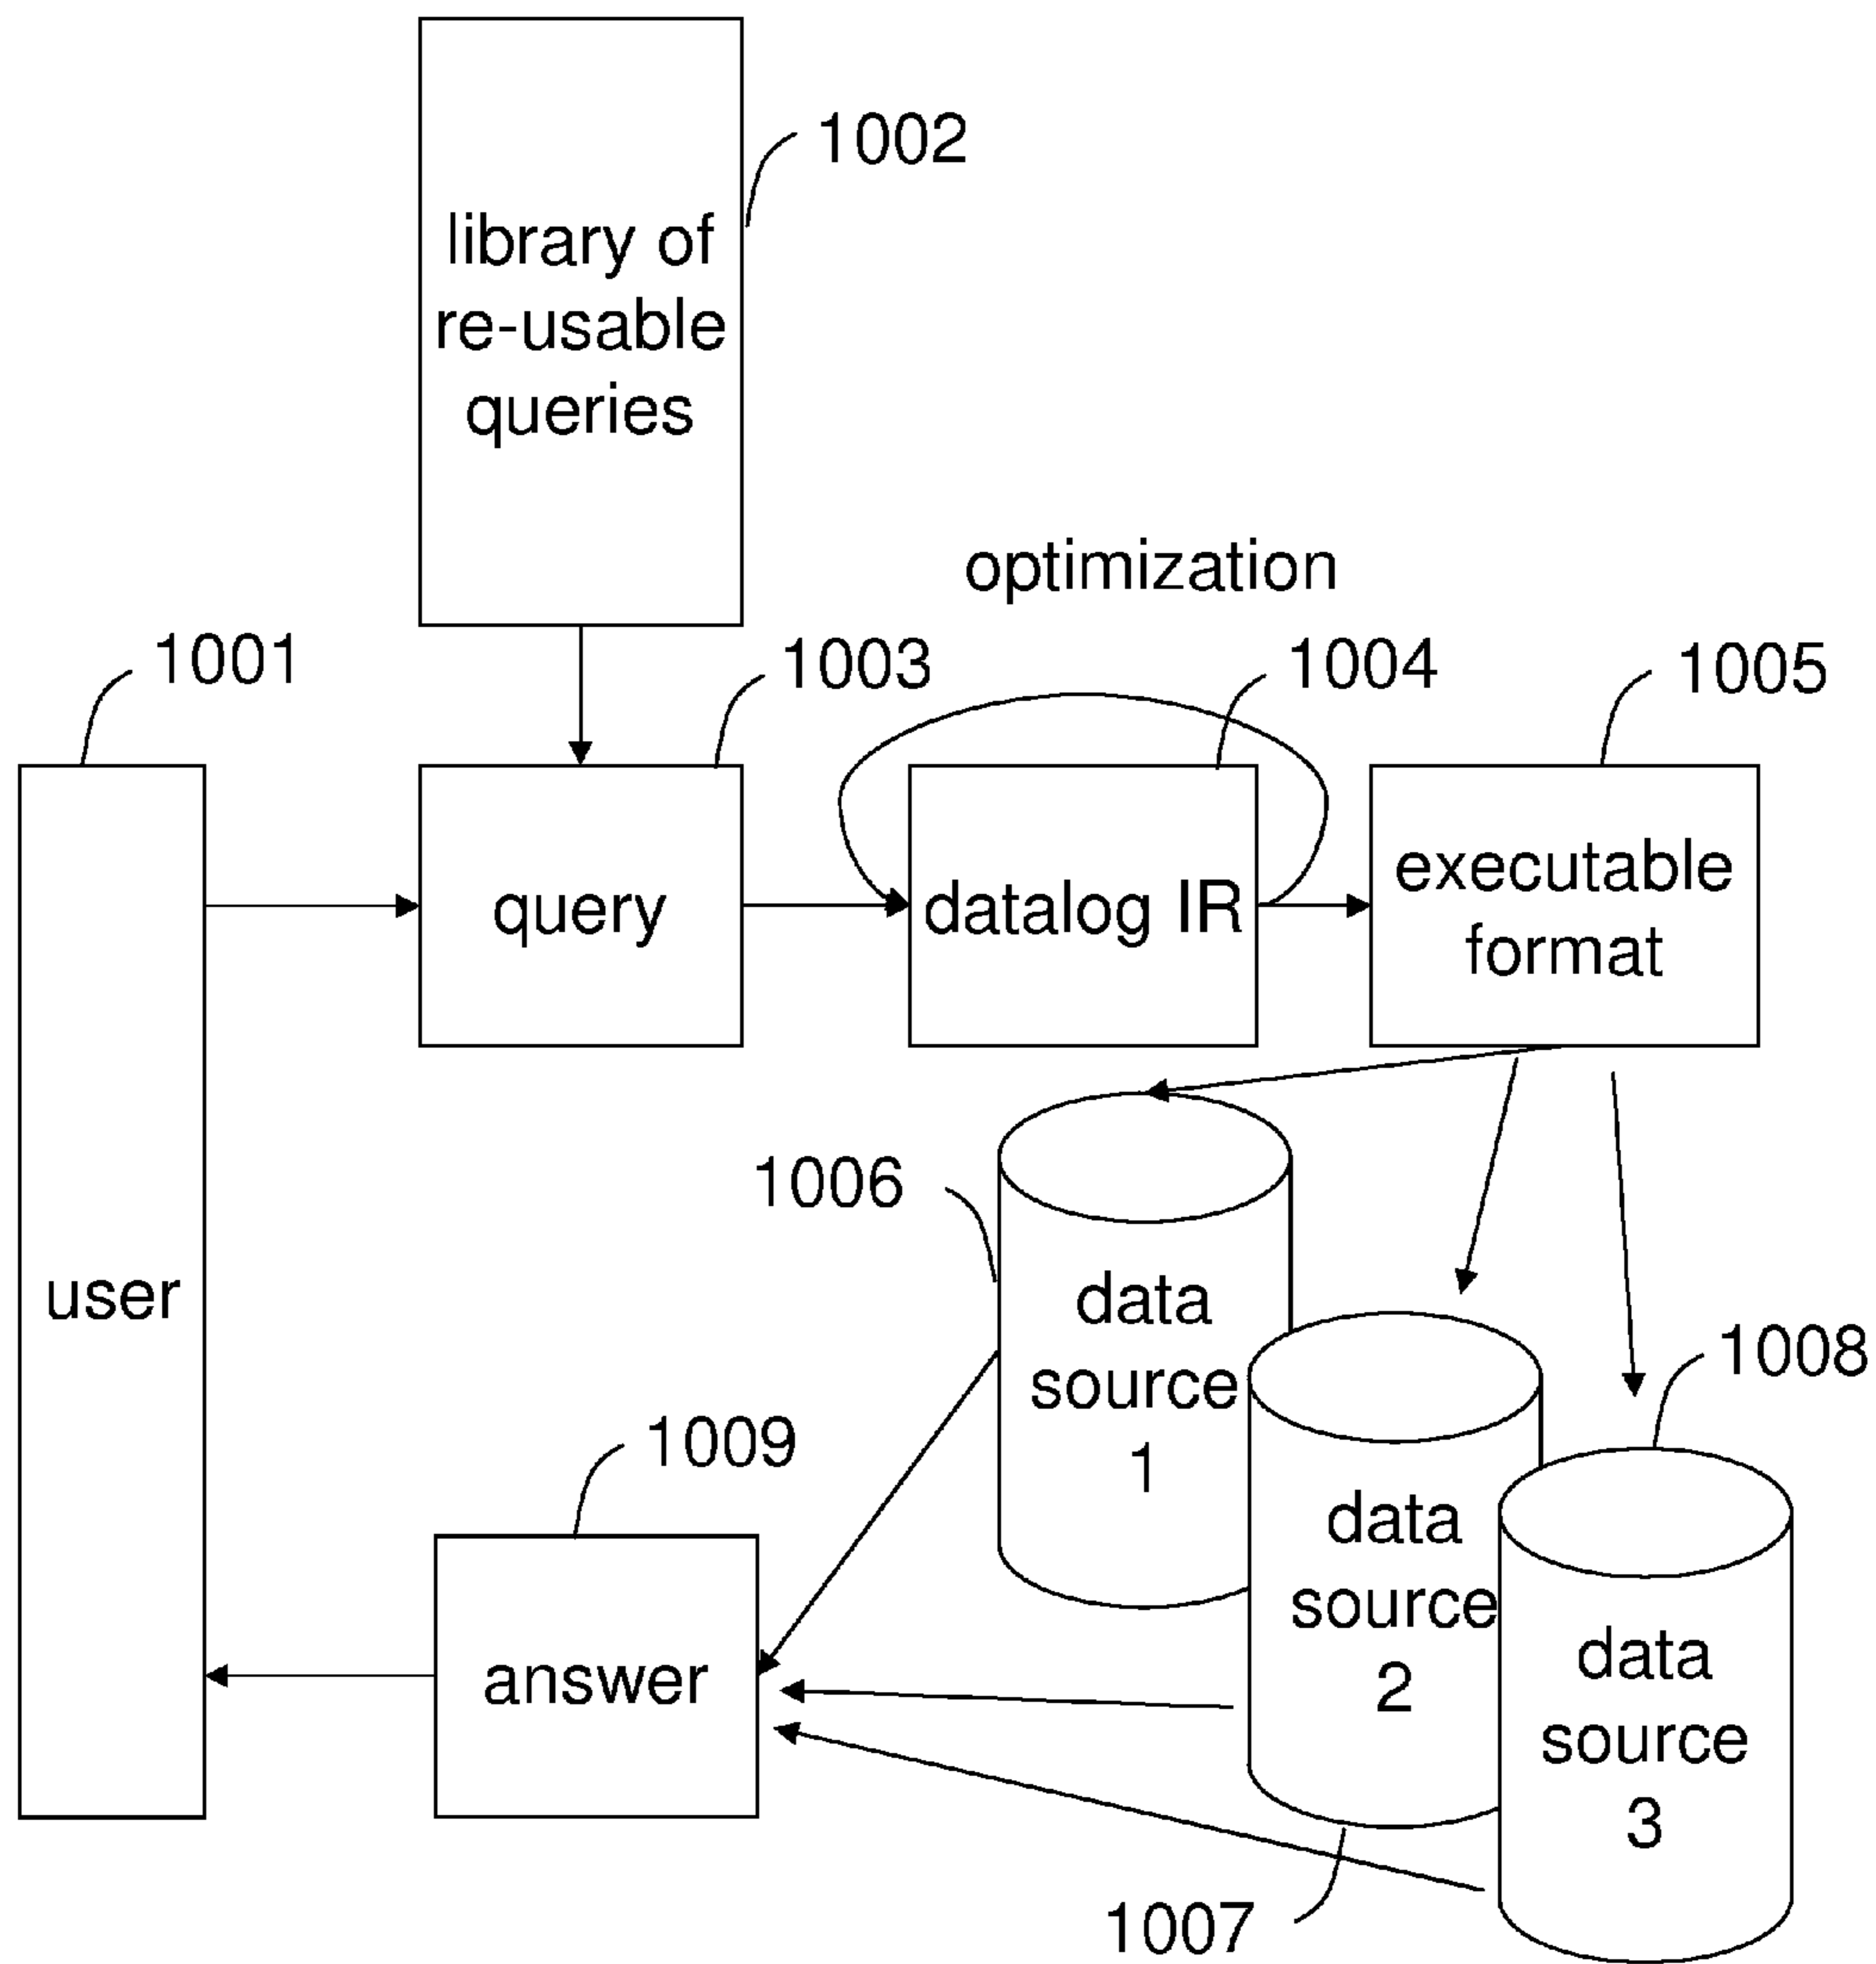 1002
library of
re-usable
queries
optimization
1001
1003
1004
1005
query
datalog IR
executable
format
user
1006
data
source
1
1008
1009
data
source
2
answer
data
source
3
1007